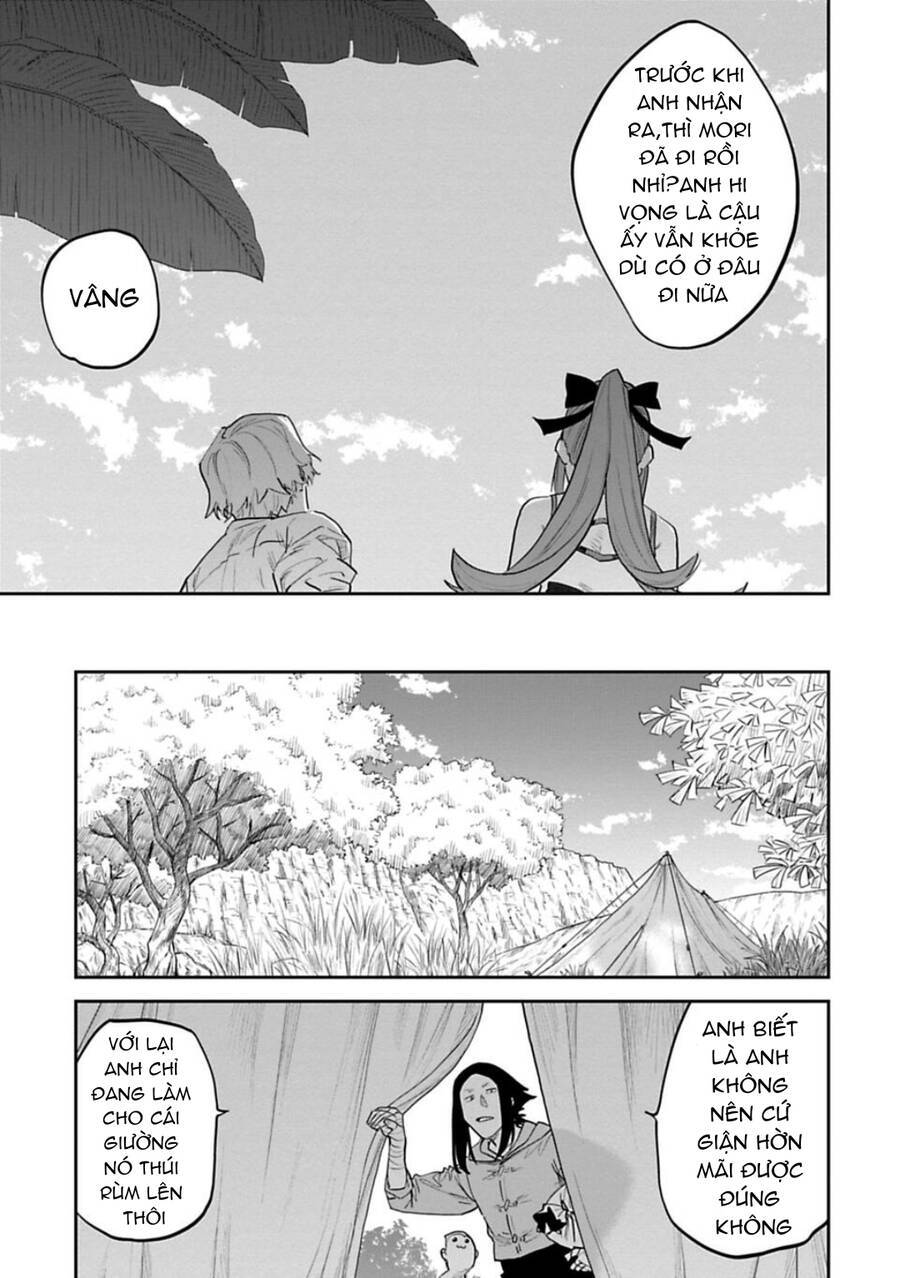 TRƯỚC KHI
ANH NHẬN
RA,THÌ MORI
ĐÃ ĐI RỒI
NHỈ?ANH HI
VỌNG LÀ CẬU
ẤY VẪN KHỎE
DÙ CÓ Ở ĐÂU
ĐI NỮA
VÂNG
ANH BIẾT
LÀ ANH
KHÔNG
NÊN CỨ
GIẬN HỜN
MÃI ĐƯỢC
ĐÚNG
KHÔNG
VỚI LẠI
ANH CHỈ
ĐANG LÀM
CHO CÁI
GIƯỜNG
NÓ THÚI
RÙM LÊN
THÔI